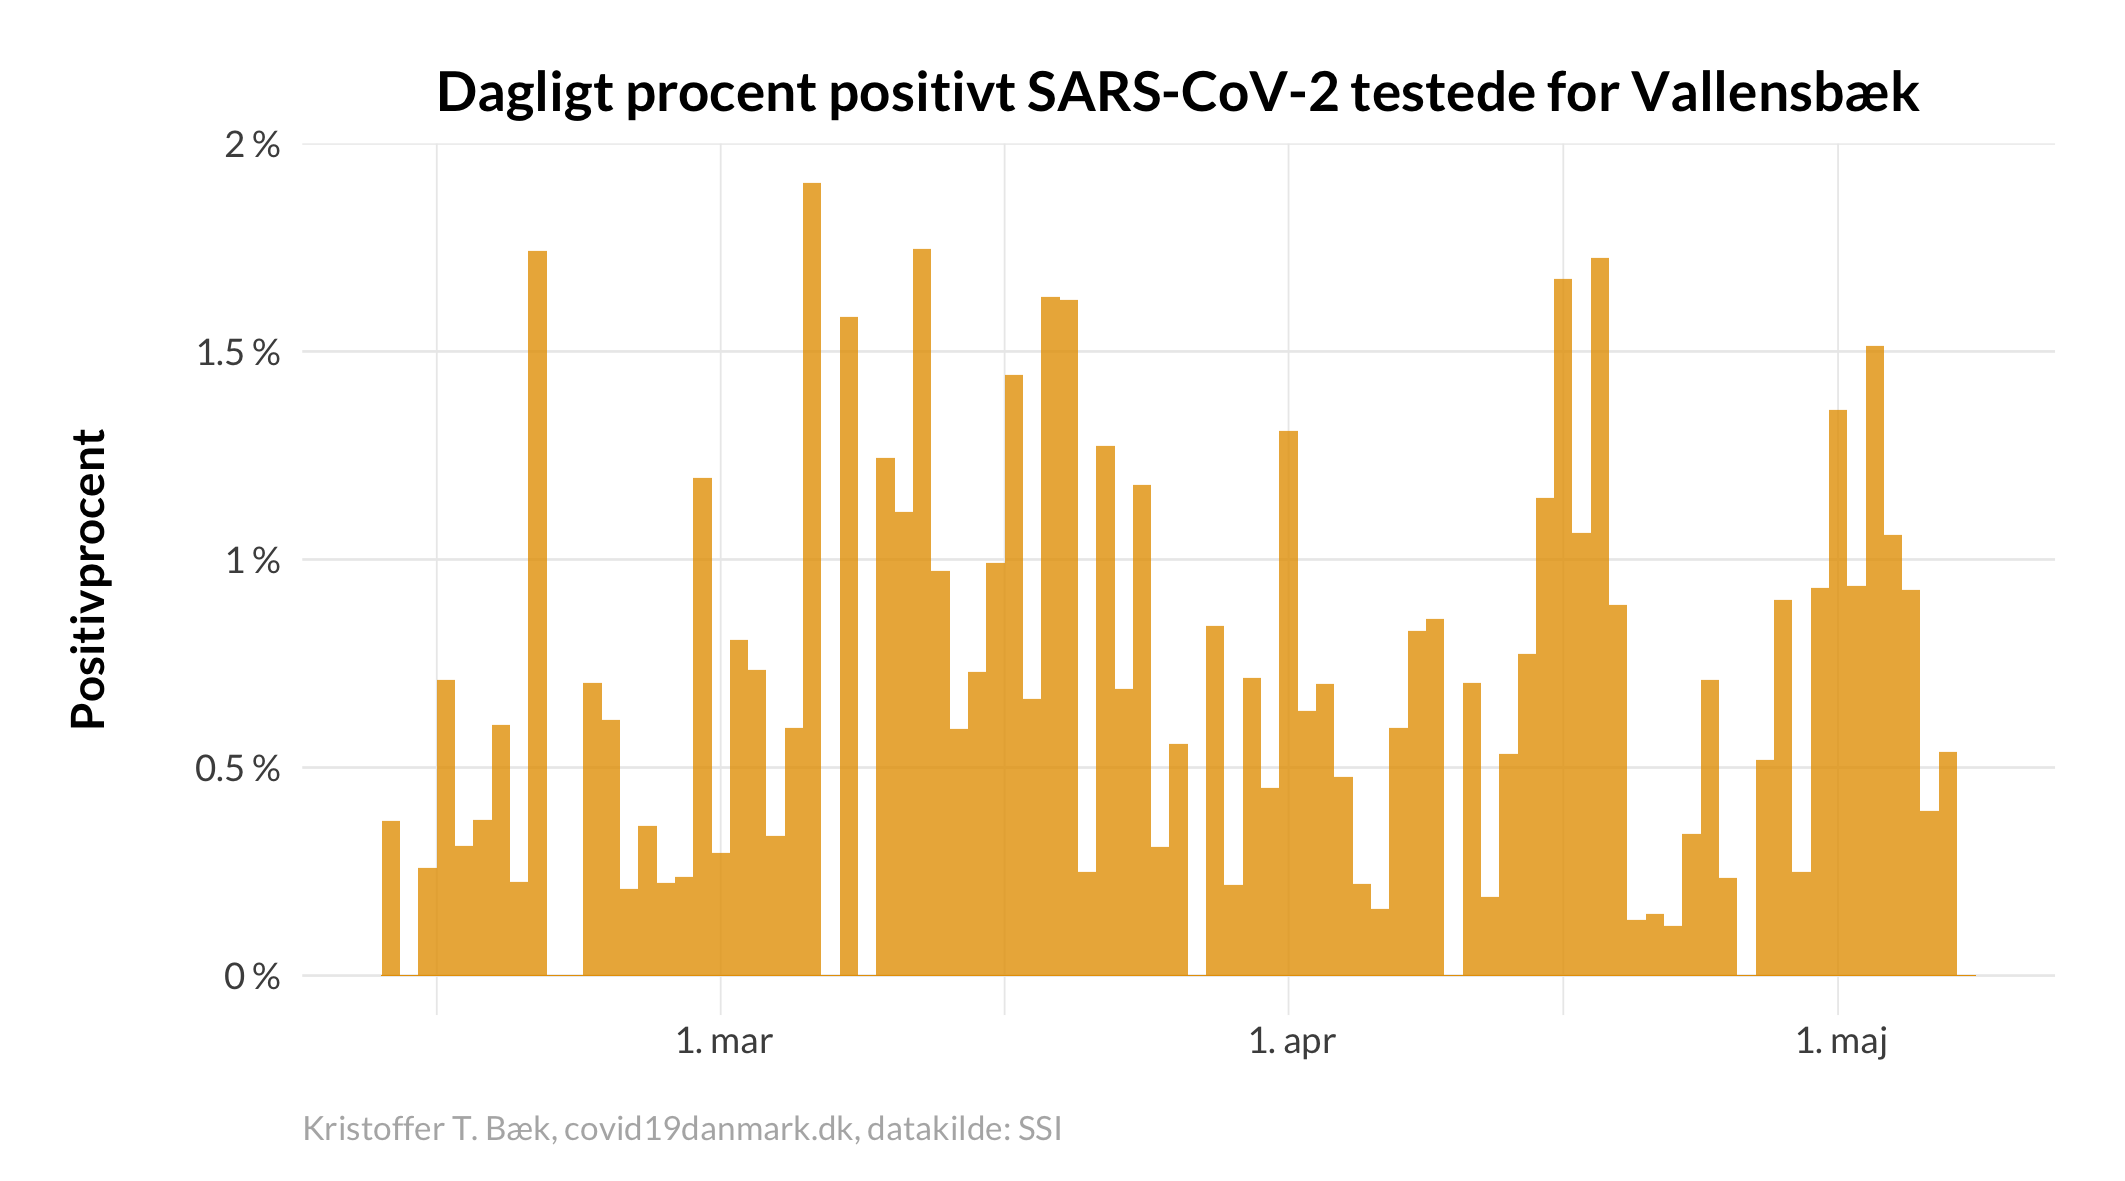 Dagligt procent positivt SARS-CoV-2 testede for Vallensbæk
Positivprocent
2 %
1.5 %
1 %
0.5 %
0 %
1. mar
1. apr
1. maj
Kristoffer T. Bæk, covid19danmark.dk, datakilde: SSI